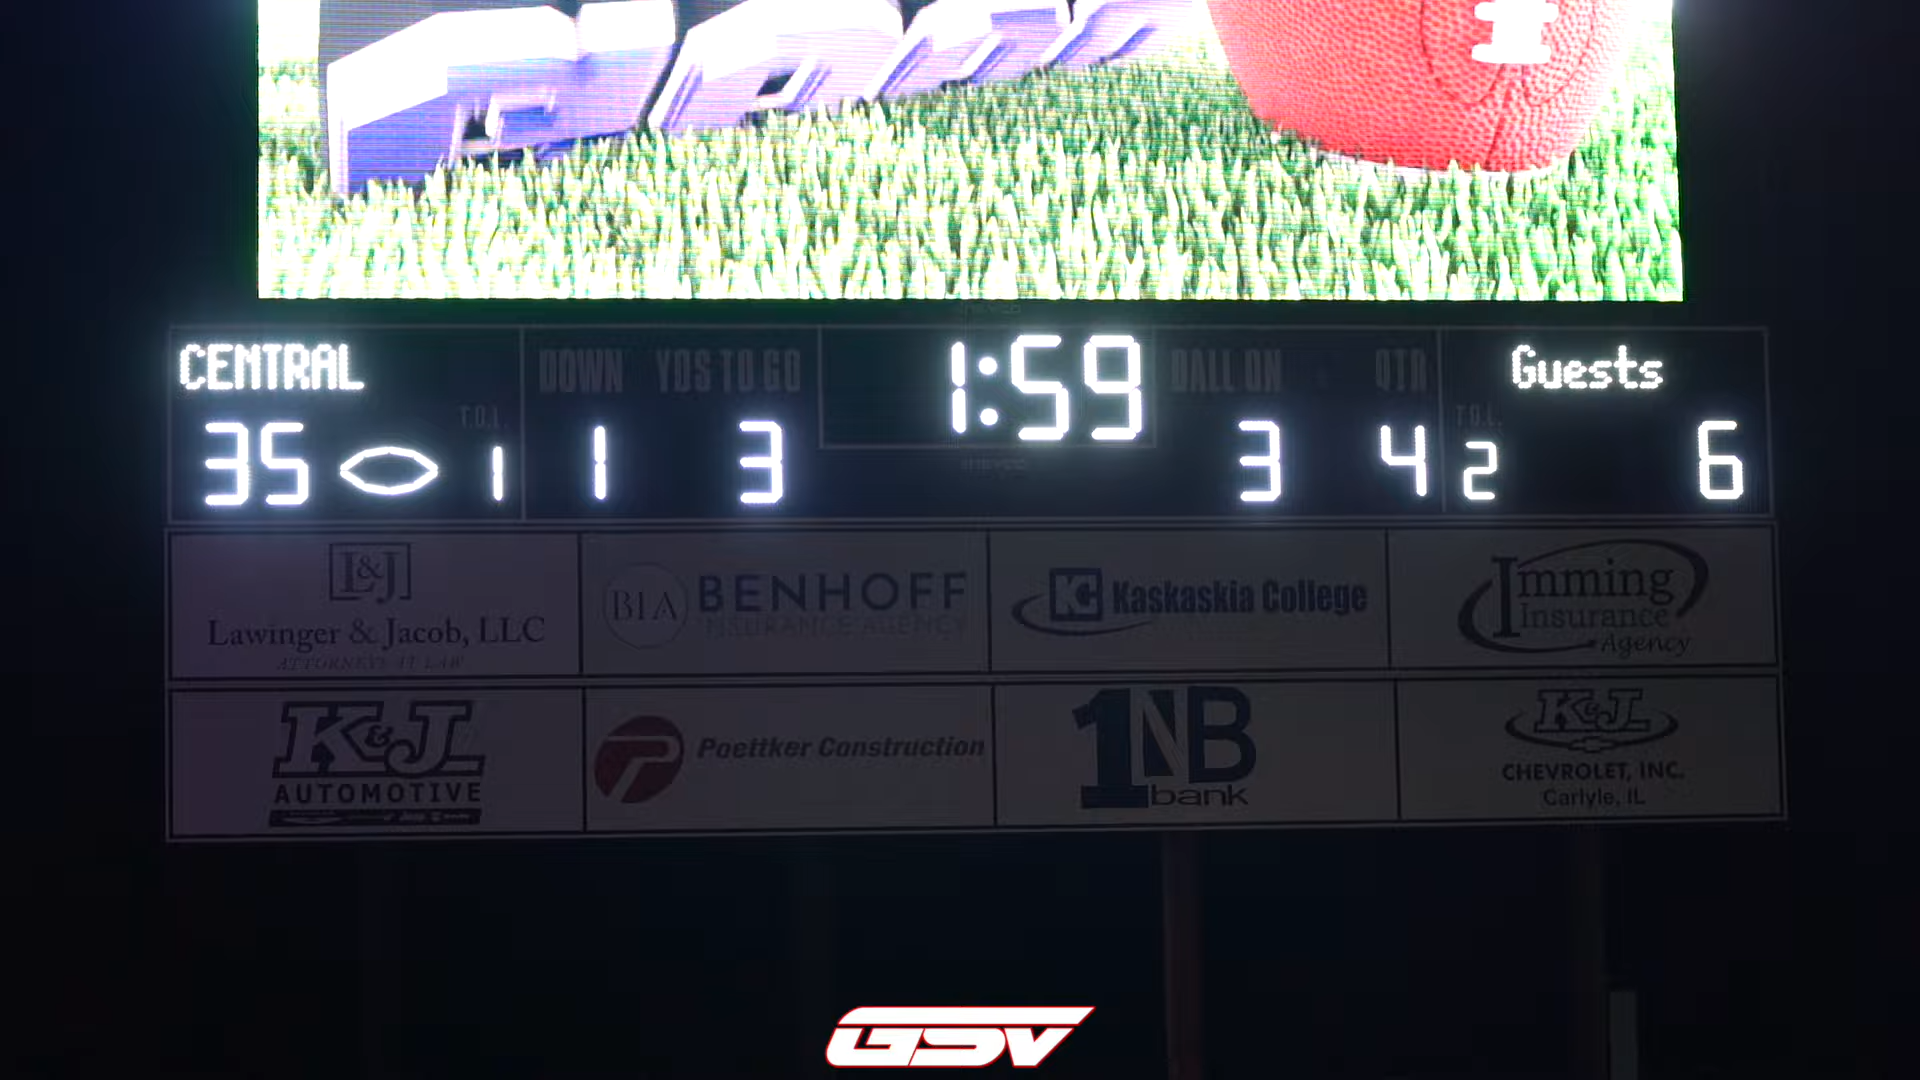 CENTRAL
DOWN YDS TO GO
1:59
BALL ON QTR
Guests
T.O.L.
T.O.L.
35 1 1 3 3 4 2 6
L&J
Lawinger & Jacob, LLC
ATTORNEYS AT LAW
BIA BENHOFF
INSURANCE AGENCY
KC Kaskaskia College
Imming
Insurance
Agency
K&J
AUTOMOTIVE
P Poettker Construction
1NB
bank
K&J
CHEVROLET, INC.
Carlyle, IL
GSV